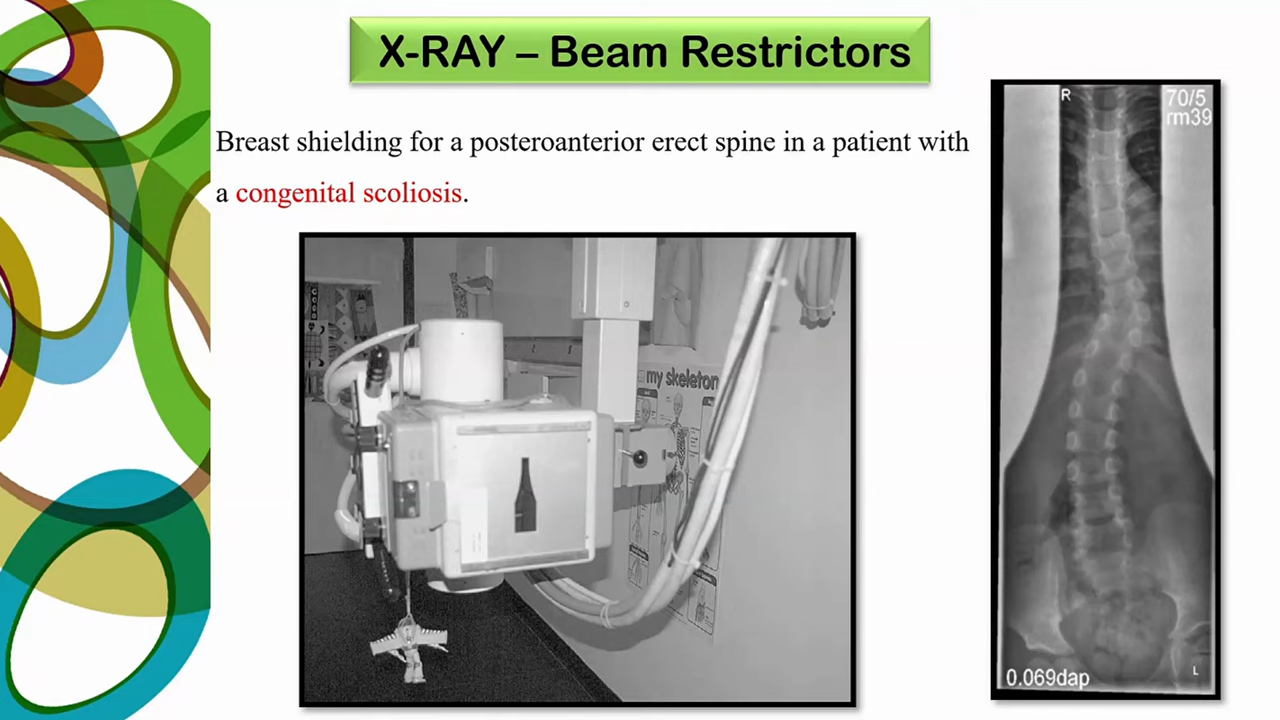 X-RAY – Beam Restrictors
Breast shielding for a posteroanterior erect spine in a patient with
a congenital scoliosis.
my skeleton
R
70/5
rm39
0.069dap
L